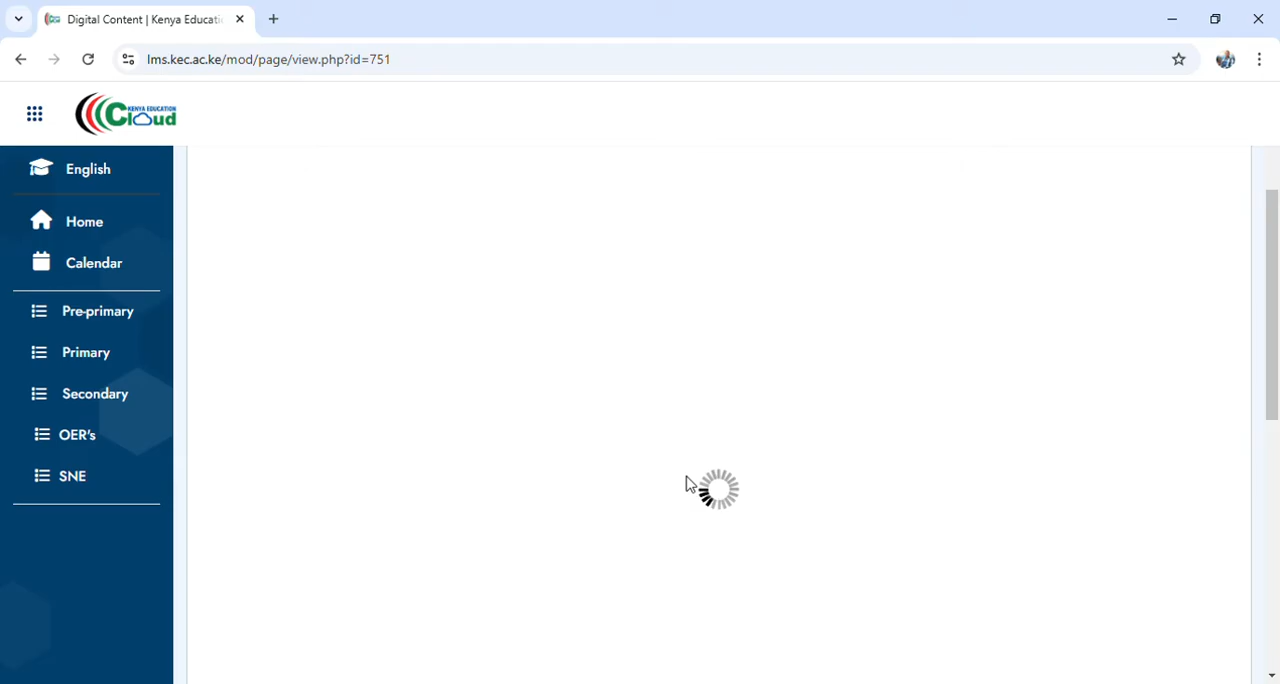 Digital Content | Kenya Educati
lms.kec.ac.ke/mod/page/view.php?id=751
KENYA EDUCATION
Cloud
English
Home
Calendar
Pre-primary
Primary
Secondary
OER's
SNE